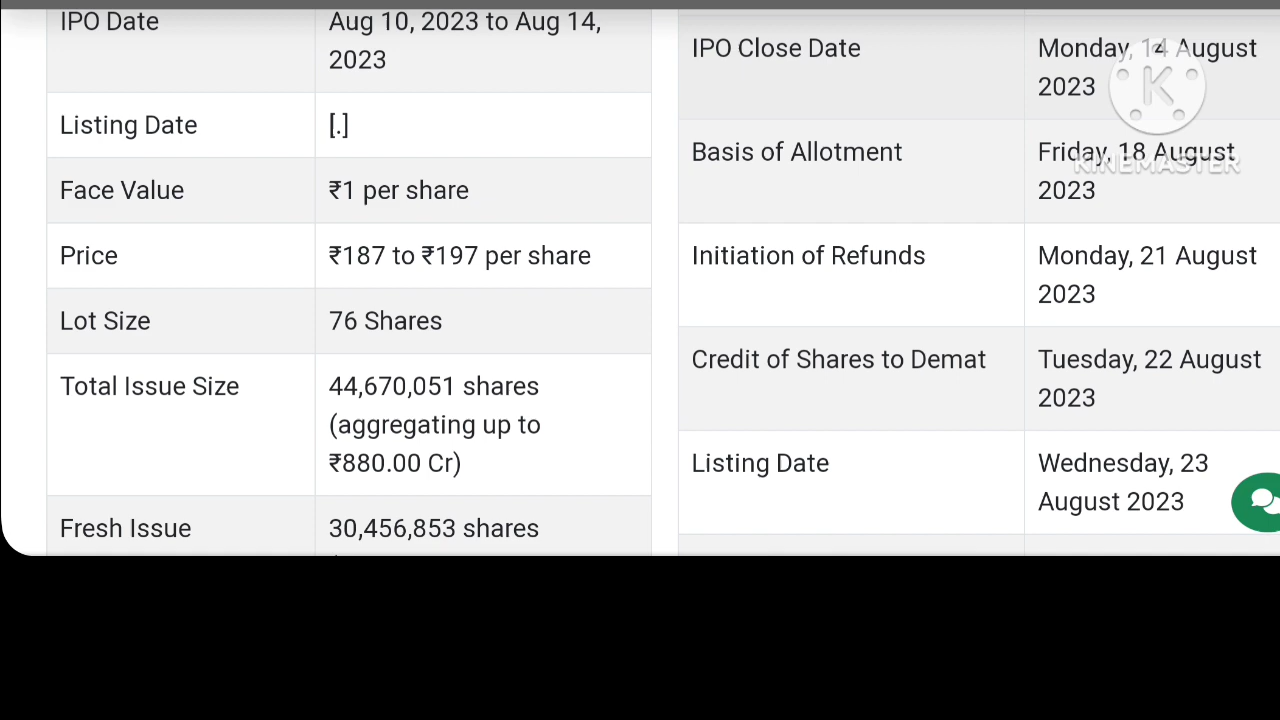 IPO Date
Aug 10, 2023 to Aug 14,
2023
Listing Date
[.]
Face Value
₹1 per share
Price
₹187 to ₹197 per share
Lot Size
76 Shares
Total Issue Size
44,670,051 shares
(aggregating up to
₹880.00 Cr)
Fresh Issue
30,456,853 shares
IPO Close Date
Monday, 14 August
2023
Basis of Allotment
Friday, 18 August
2023
Initiation of Refunds
Monday, 21 August
2023
Credit of Shares to Demat
Tuesday, 22 August
2023
Listing Date
Wednesday, 23
August 2023
K
KINEMASTER